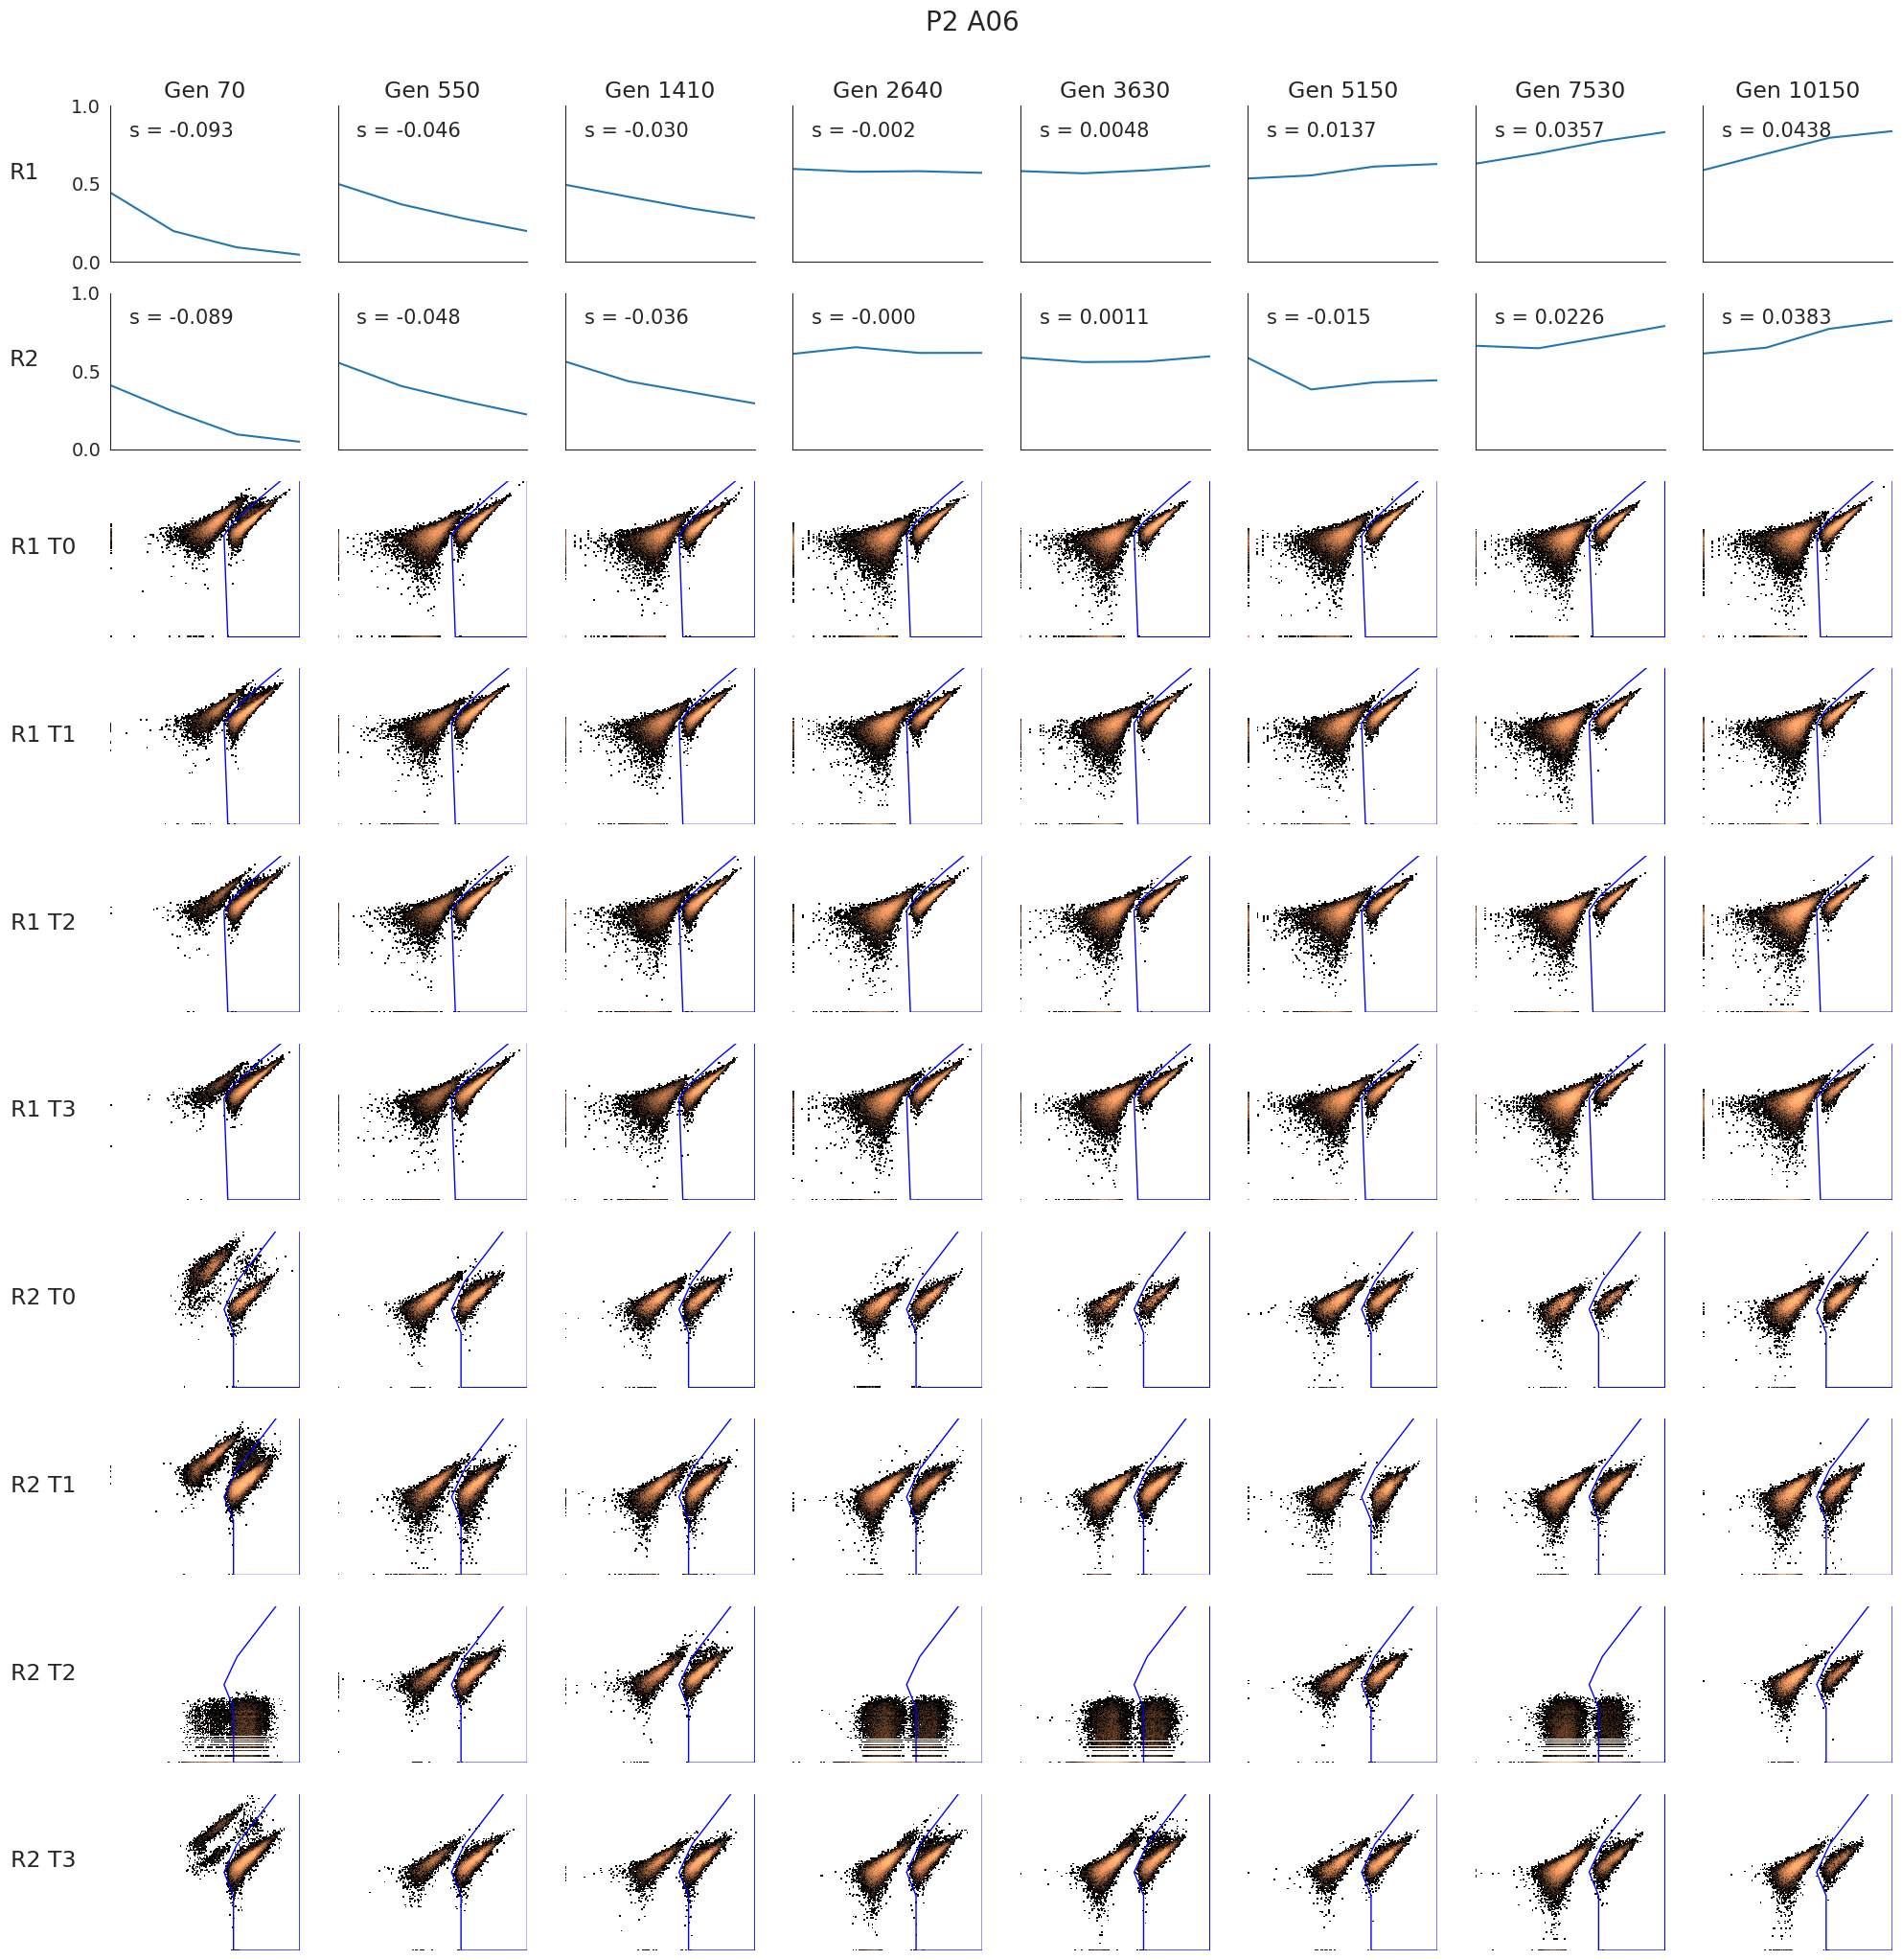 P2 A06
Gen 70 Gen 550 Gen 1410 Gen 2640 Gen 3630 Gen 5150 Gen 7530 Gen 10150
1.0
s = -0.093 s = -0.046 s = -0.030 s = -0.002 s = 0.0048 s = 0.0137 s = 0.0357 s = 0.0438
R1
0.5
0.0
1.0
s = -0.089 s = -0.048 s = -0.036 s = -0.000 s = 0.0011 s = -0.015 s = 0.0226 s = 0.0383
R2
0.5
0.0
R1 T0
R1 T1
R1 T2
R1 T3
R2 T0
R2 T1
R2 T2
R2 T3